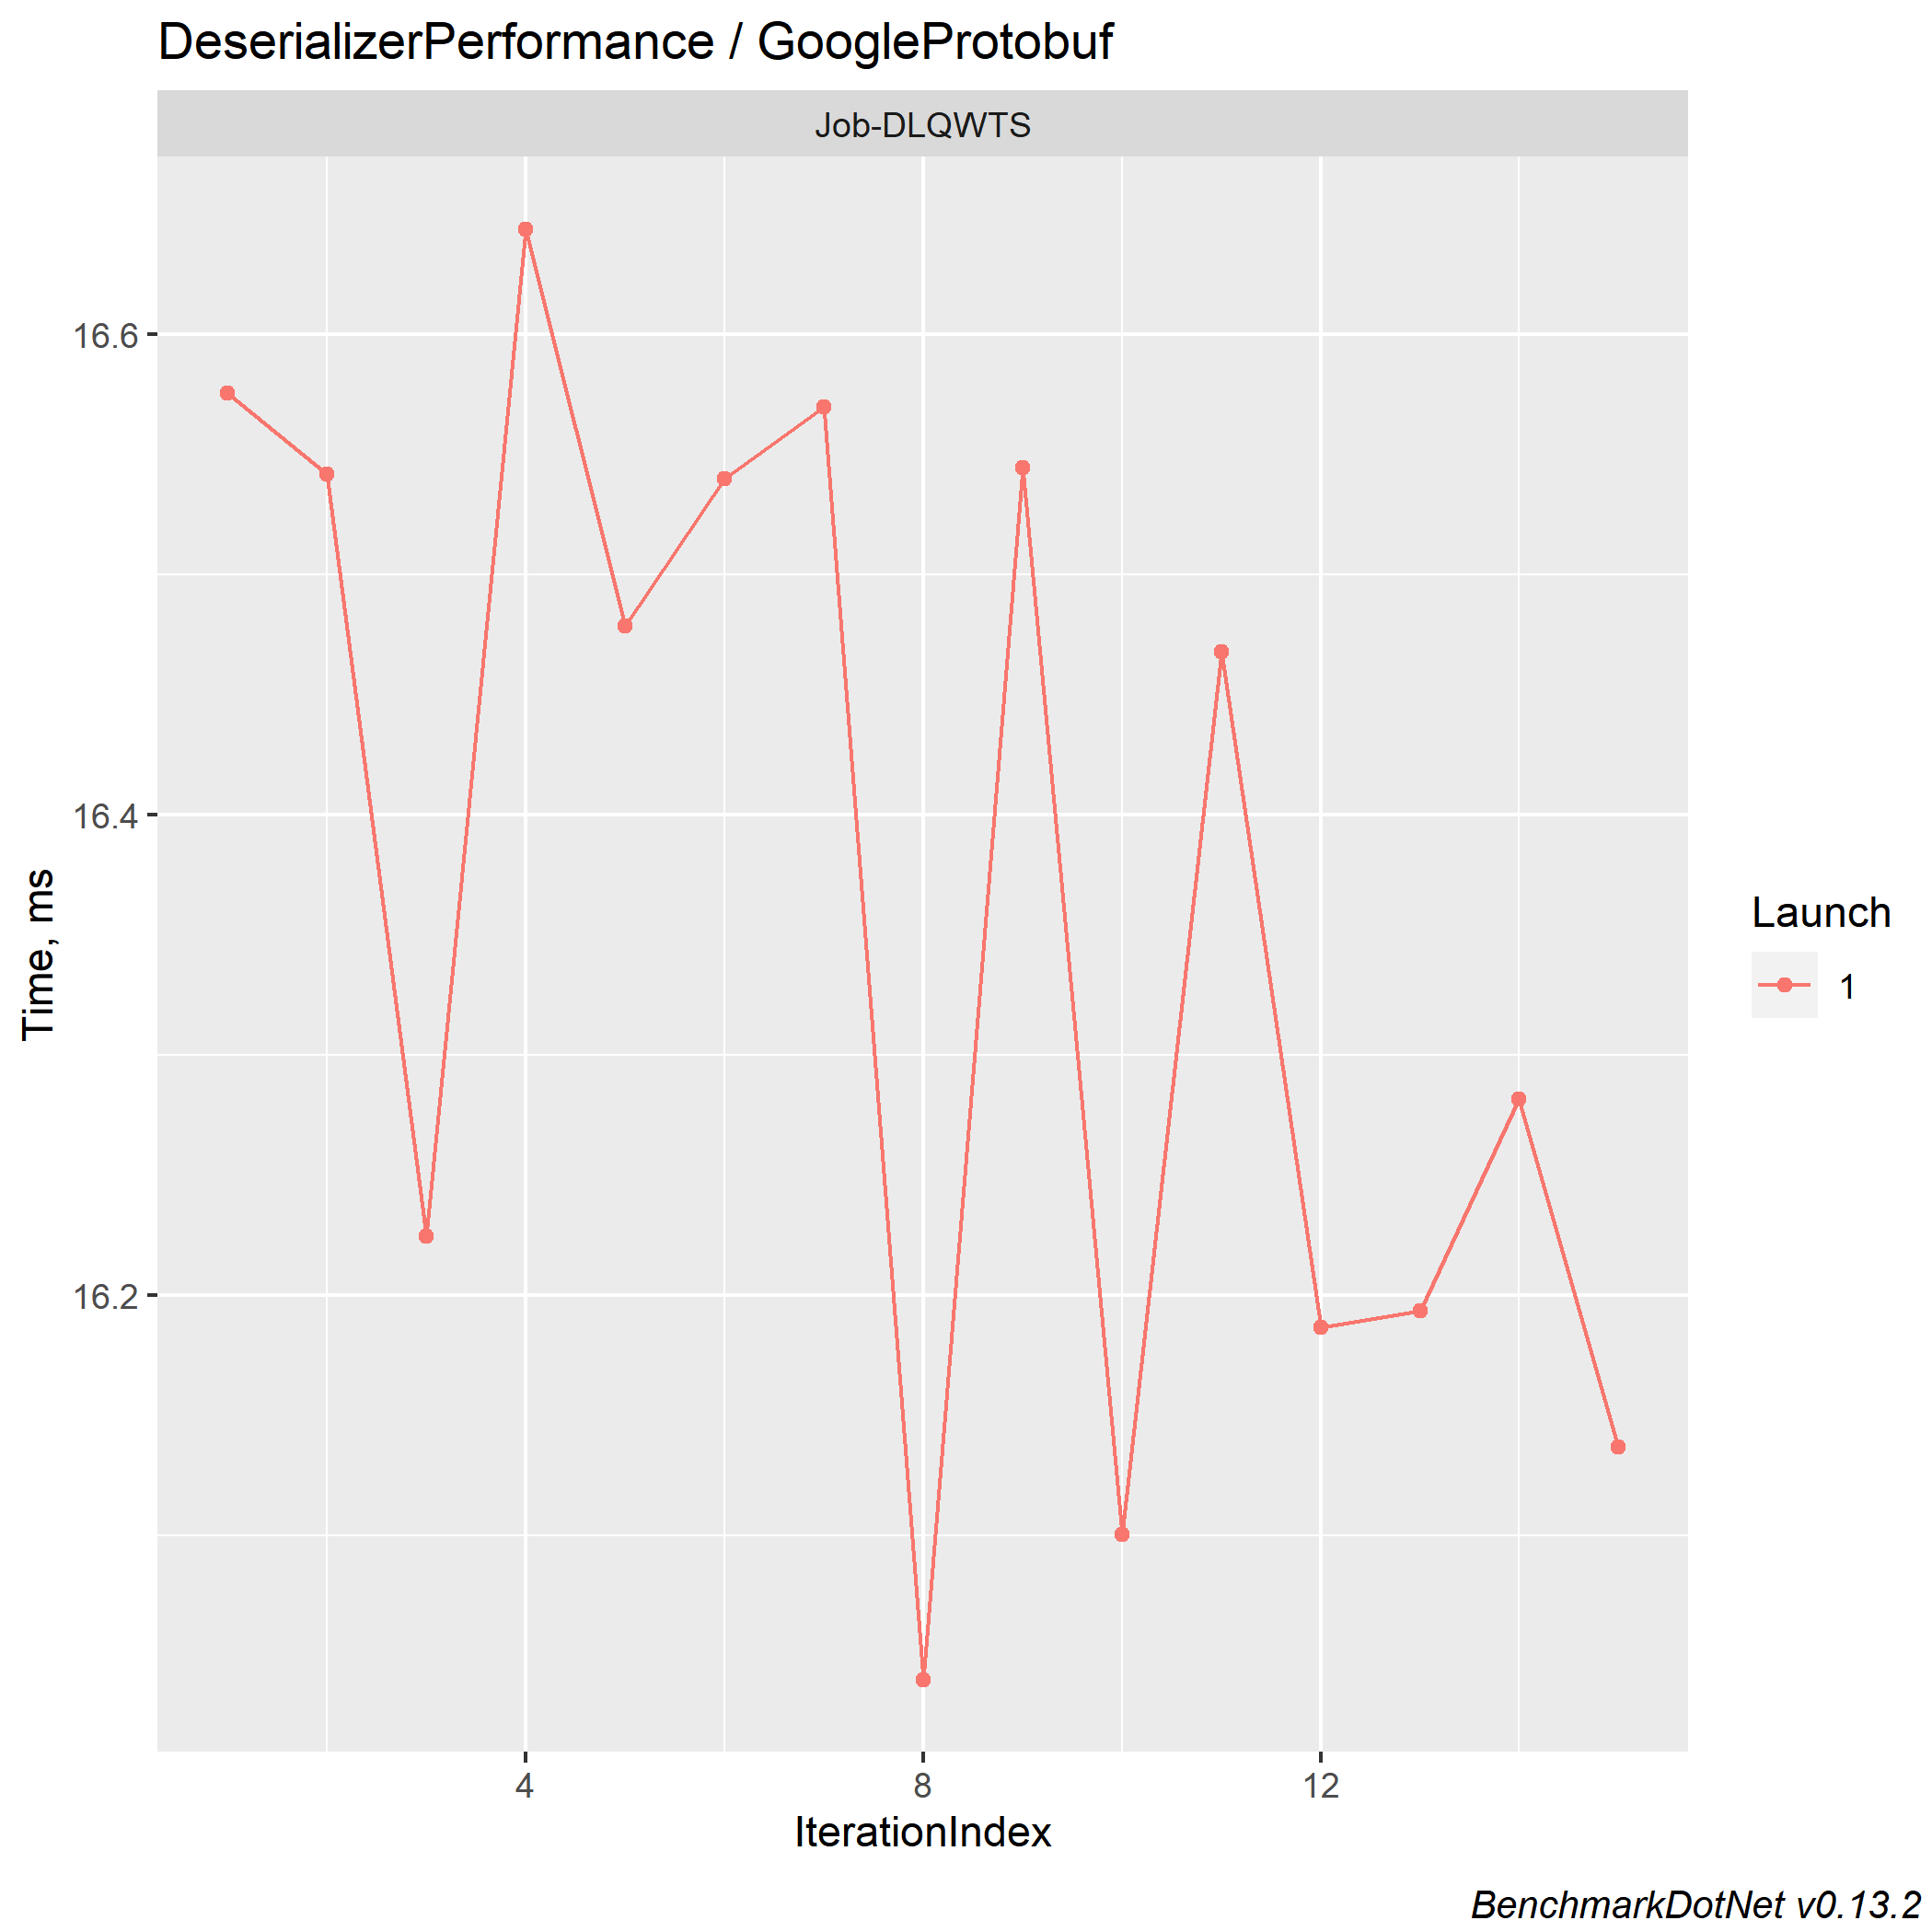 DeserializerPerformance / GoogleProtobuf
Job-DLQWTS
16.6
16.4
16.2
Time, ms
4 8 12
IterationIndex
Launch
1
BenchmarkDotNet v0.13.2